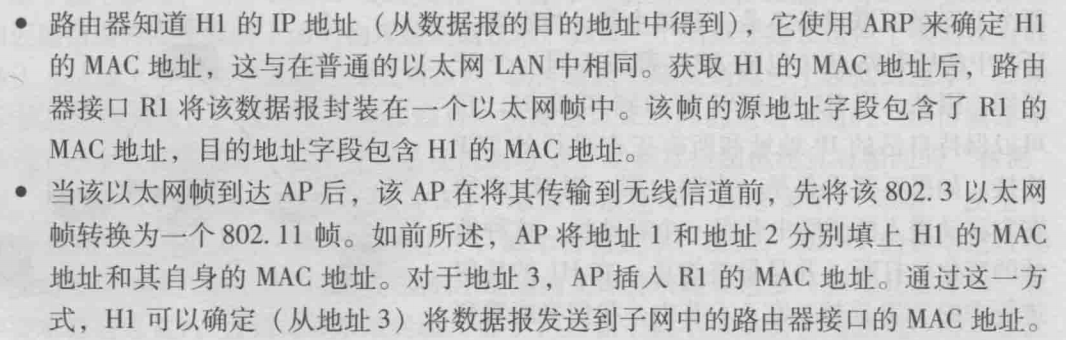 • 路由器知道 H1 的 IP 地址（从数据报的目的地址中得到），它使用 ARP 来确定 H1
的 MAC 地址，这与在普通的以太网 LAN 中相同。获取 H1 的 MAC 地址后，路由
器接口 R1 将该数据报封装在一个以太网帧中。该帧的源地址字段包含了 R1 的
MAC 地址，目的地址字段包含 H1 的 MAC 地址。
• 当该以太网帧到达 AP 后，该 AP 在将其传输到无线信道前，先将该 802.3 以太网
帧转换为一个 802.11 帧。如前所述，AP 将地址 1 和地址 2 分别填上 H1 的 MAC
地址和其自身的 MAC 地址。对于地址 3，AP 插入 R1 的 MAC 地址。通过这一方
式，H1 可以确定（从地址 3）将数据报发送到子网中的路由器接口的 MAC 地址。